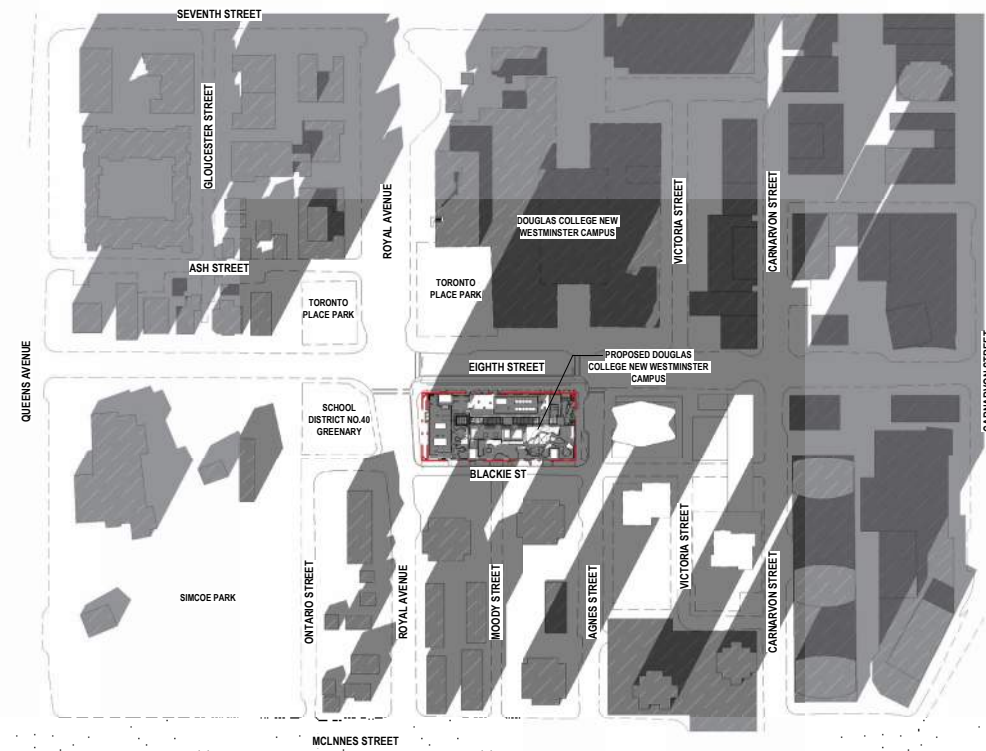 SEVENTH STREET
GLOUCESTER STREET
ROYAL AVENUE
DOUGLAS COLLEGE NEW
WESTMINSTER CAMPUS
VICTORIA STREET
CARNARVON STREET
ASH STREET
TORONTO
PLACE PARK
TORONTO
PLACE PARK
QUEENS AVENUE
CARNARVON STREET
EIGHTH STREET
PROPOSED DOUGLAS
COLLEGE NEW WESTMINSTER
CAMPUS
SCHOOL
DISTRICT NO.40
GREENARY
BLACKIE ST
VICTORIA STREET
SIMCOE PARK
ONTARIO STREET
ROYAL AVENUE
MOODY STREET
AGNES STREET
CARNARVON STREET
MCLNNES STREET